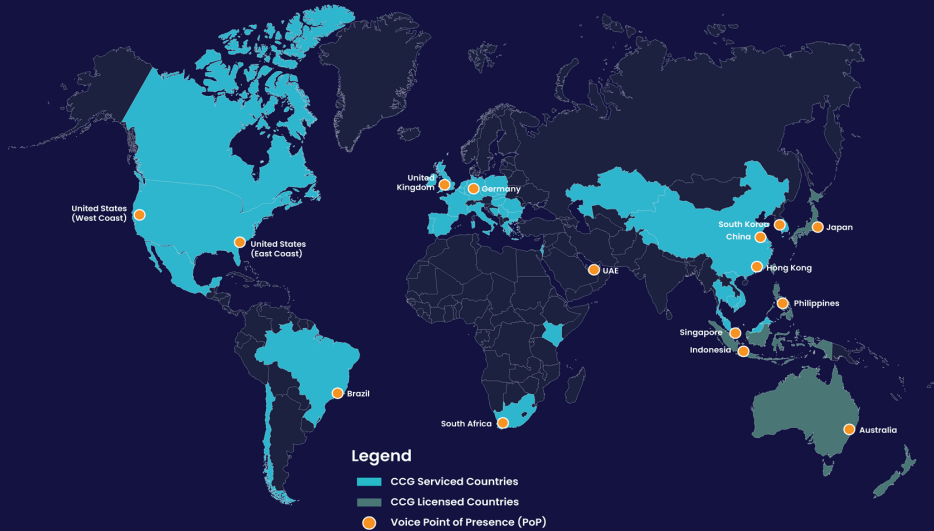 United
Kingdom
Germany
United States
(West Coast)
United States
(East Coast)
South Korea
China
Japan
Hong Kong
UAE
Philippines
Singapore
Indonesia
Brazil
South Africa
Australia
Legend
CCG Serviced Countries
CCG Licensed Countries
Voice Point of Presence (PoP)